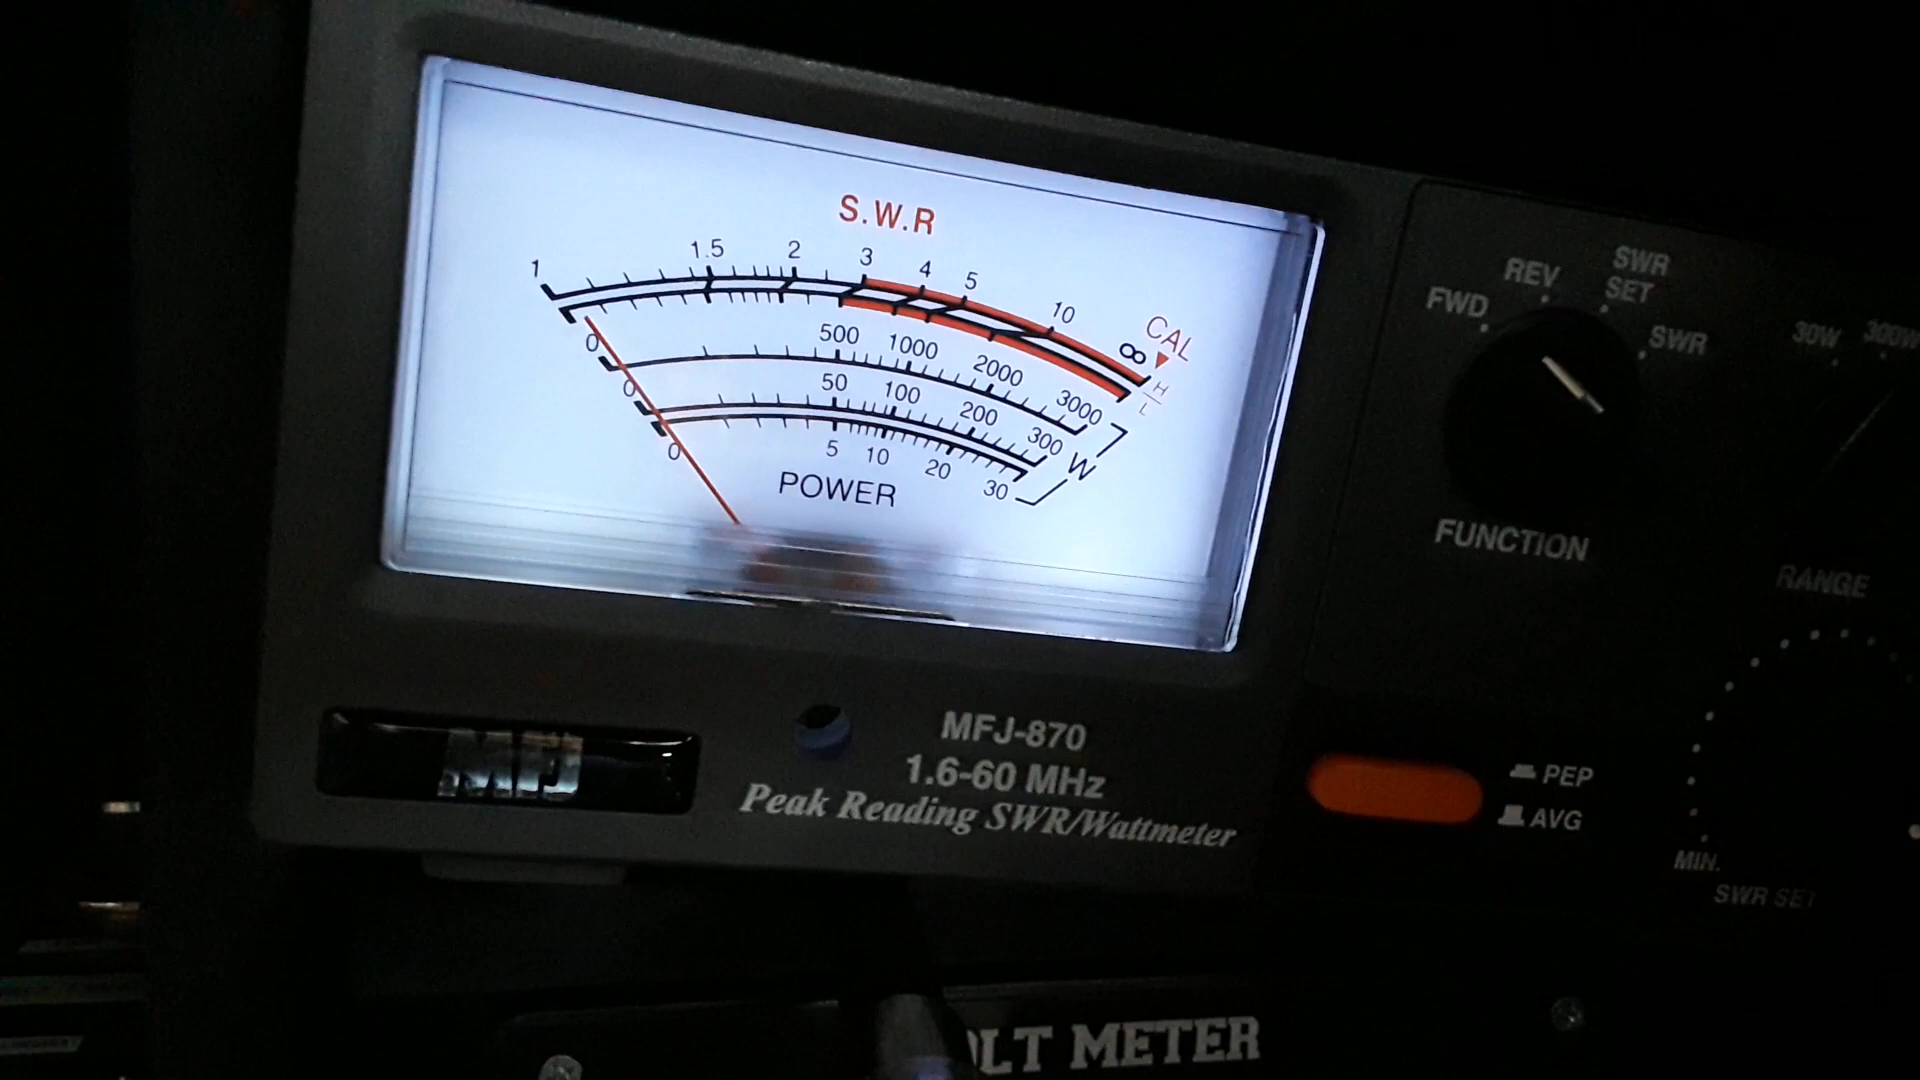 S.W.R
1 1.5 2 3 4 5 10 ∞ CAL
H
L
0 500 1000 2000 3000
0 50 100 200 300 W
0 5 10 20 30
POWER
FWD REV SWR SET SWR
FUNCTION
30W 300W
RANGE
MFJ
MFJ-870
1.6-60 MHz
Peak Reading SWR/Wattmeter
PEP
AVG
MIN.
SWR SET
LT METER